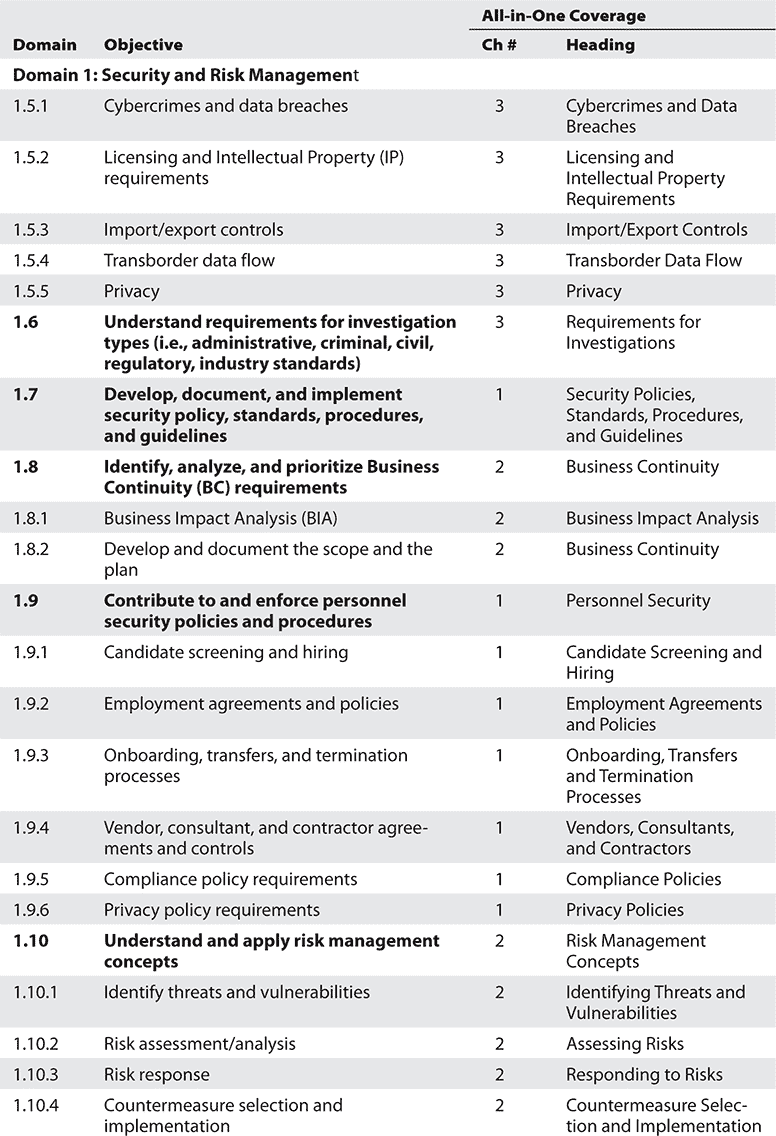 All-in-One Coverage
Domain Objective Ch # Heading
Domain 1: Security and Risk Management
1.5.1 Cybercrimes and data breaches 3 Cybercrimes and Data
Breaches
1.5.2 Licensing and Intellectual Property (IP) 3 Licensing and
requirements Intellectual Property
Requirements
1.5.3 Import/export controls 3 Import/Export Controls
1.5.4 Transborder data flow 3 Transborder Data Flow
1.5.5 Privacy 3 Privacy
1.6 Understand requirements for investigation 3 Requirements for
types (i.e., administrative, criminal, civil, Investigations
regulatory, industry standards)
1.7 Develop, document, and implement 1 Security Policies,
security policy, standards, procedures, Standards, Procedures,
and guidelines and Guidelines
1.8 Identify, analyze, and prioritize Business 2 Business Continuity
Continuity (BC) requirements
1.8.1 Business Impact Analysis (BIA) 2 Business Impact Analysis
1.8.2 Develop and document the scope and the 2 Business Continuity
plan
1.9 Contribute to and enforce personnel 1 Personnel Security
security policies and procedures
1.9.1 Candidate screening and hiring 1 Candidate Screening and
Hiring
1.9.2 Employment agreements and policies 1 Employment Agreements
and Policies
1.9.3 Onboarding, transfers, and termination 1 Onboarding, Transfers
processes and Termination
Processes
1.9.4 Vendor, consultant, and contractor agree- 1 Vendors, Consultants,
ments and controls and Contractors
1.9.5 Compliance policy requirements 1 Compliance Policies
1.9.6 Privacy policy requirements 1 Privacy Policies
1.10 Understand and apply risk management 2 Risk Management
concepts Concepts
1.10.1 Identify threats and vulnerabilities 2 Identifying Threats and
Vulnerabilities
1.10.2 Risk assessment/analysis 2 Assessing Risks
1.10.3 Risk response 2 Responding to Risks
1.10.4 Countermeasure selection and 2 Countermeasure Selec-
implementation tion and Implementation